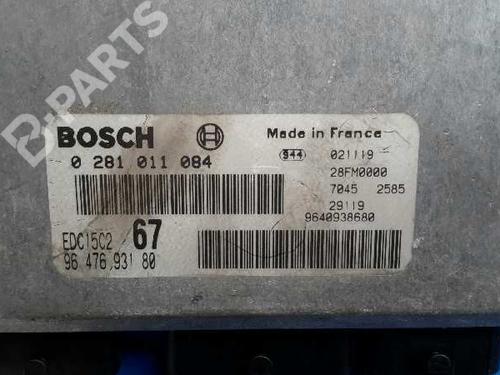 B-PARTS
BOSCH
Made in France
0 281 011 084
944 021119
28FM0000
7045 2585
29119
9640938680
EDC15C2 67
96 476 931 80